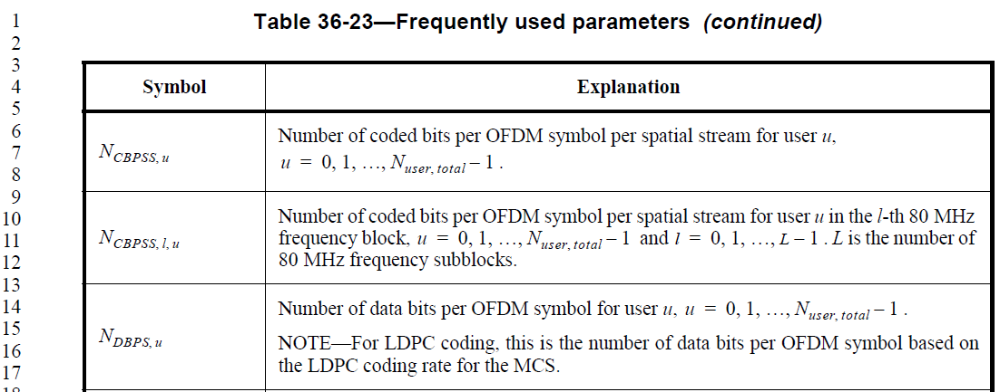 1
Table 36-23—Frequently used parameters (continued)
2
3
4
Symbol
Explanation
5
6
Number of coded bits per OFDM symbol per spatial stream for user u,
7
N_{CBPSS, u}
u = 0, 1, …, N_{user, total} – 1 .
8
9
10
Number of coded bits per OFDM symbol per spatial stream for user u in the l-th 80 MHz
11
N_{CBPSS, l, u}
frequency block, u = 0, 1, …, N_{user, total} – 1 and l = 0, 1, …, L – 1 . L is the number of
12
80 MHz frequency subblocks.
13
14
Number of data bits per OFDM symbol for user u, u = 0, 1, …, N_{user, total} – 1 .
15
N_{DBPS, u}
16
NOTE—For LDPC coding, this is the number of data bits per OFDM symbol based on
17
the LDPC coding rate for the MCS.